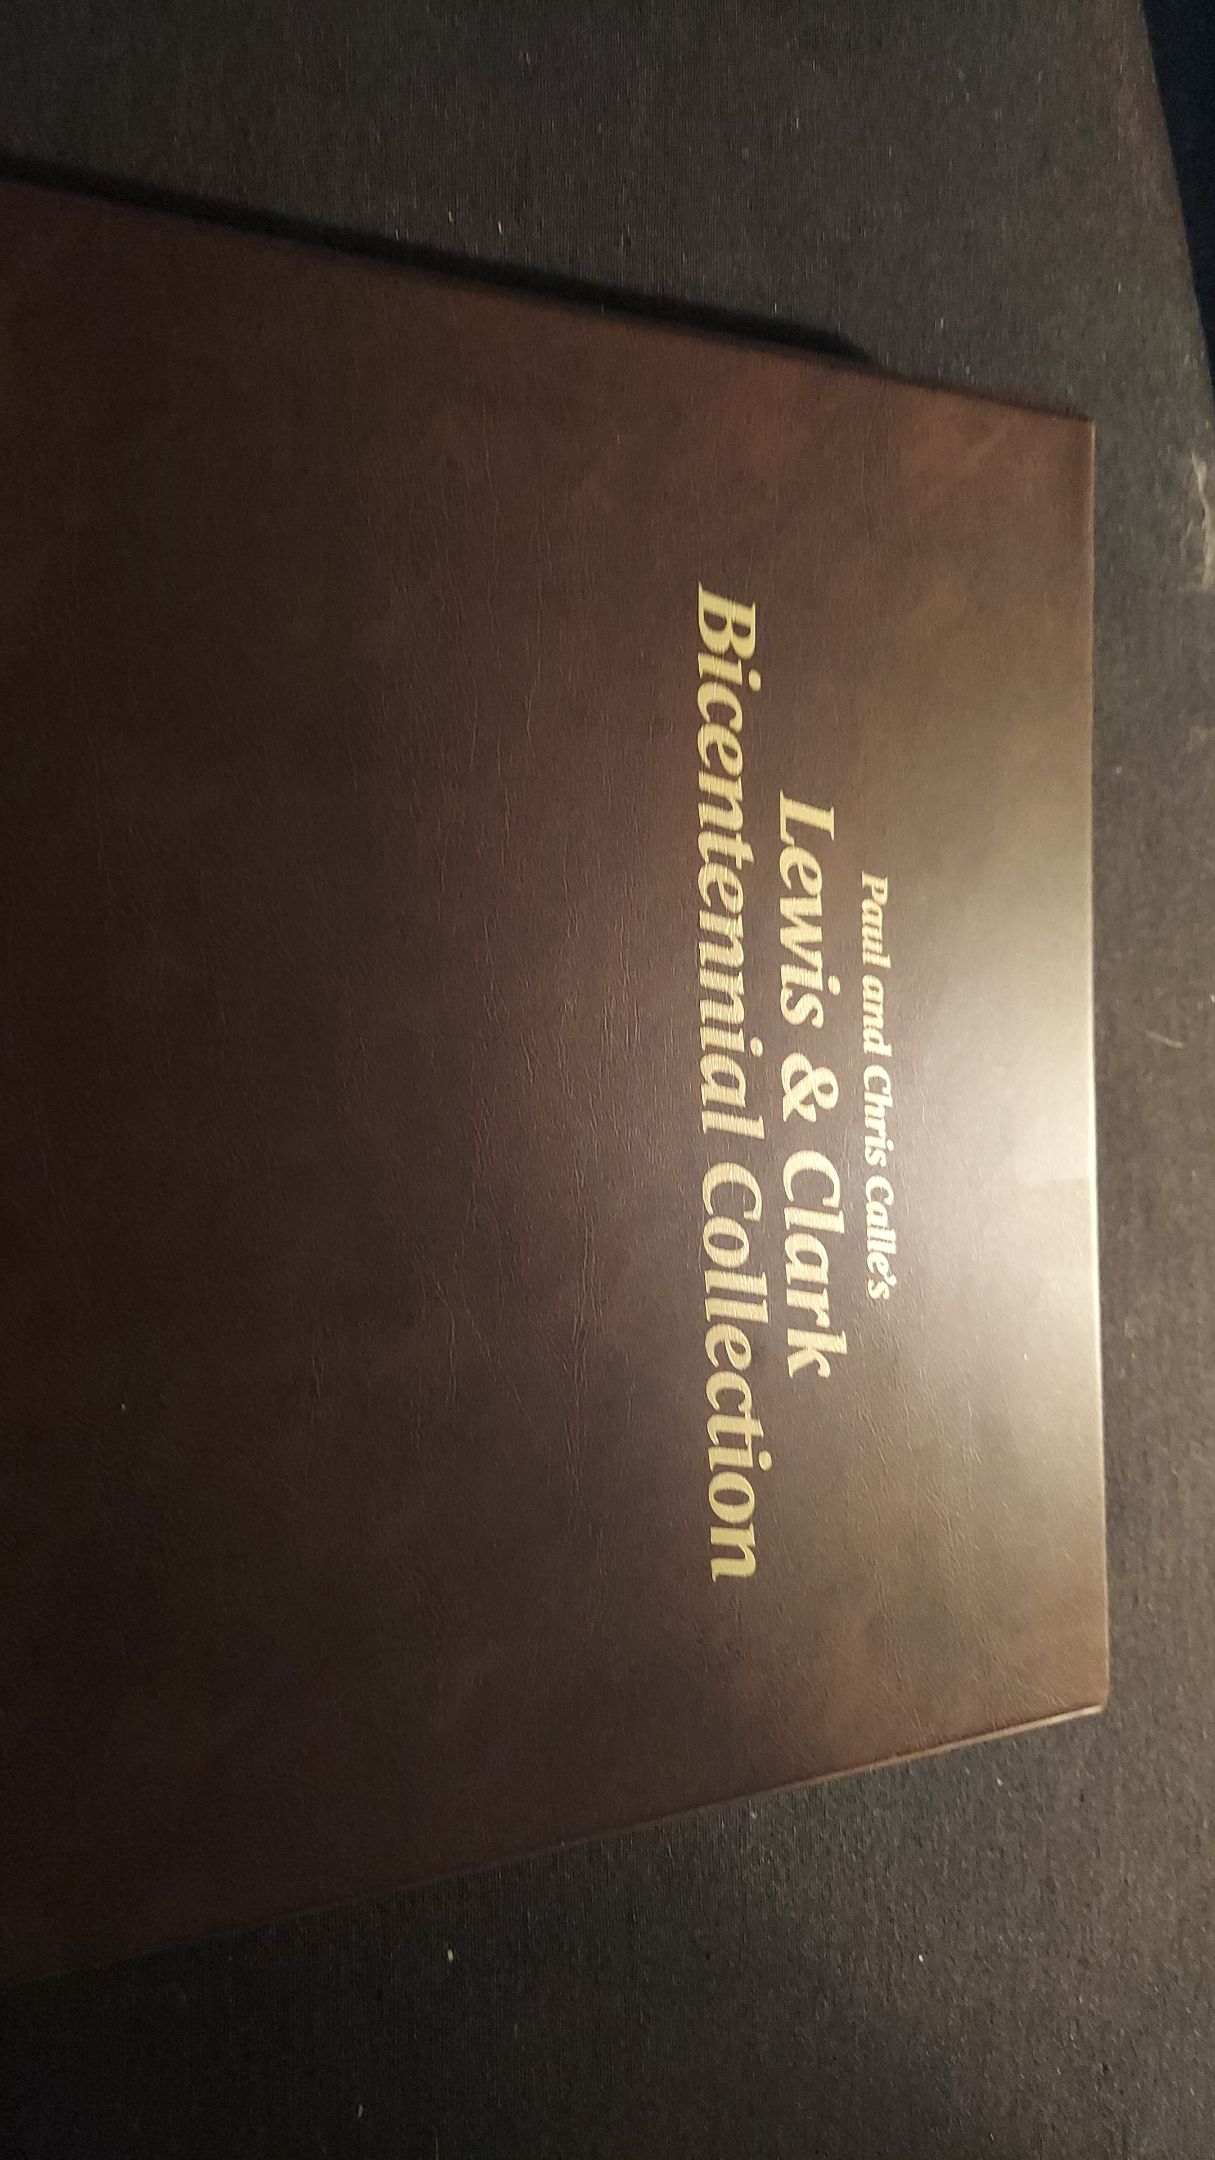 Paul and Chris Calle's
Lewis & Clark
Bicentennial Collection